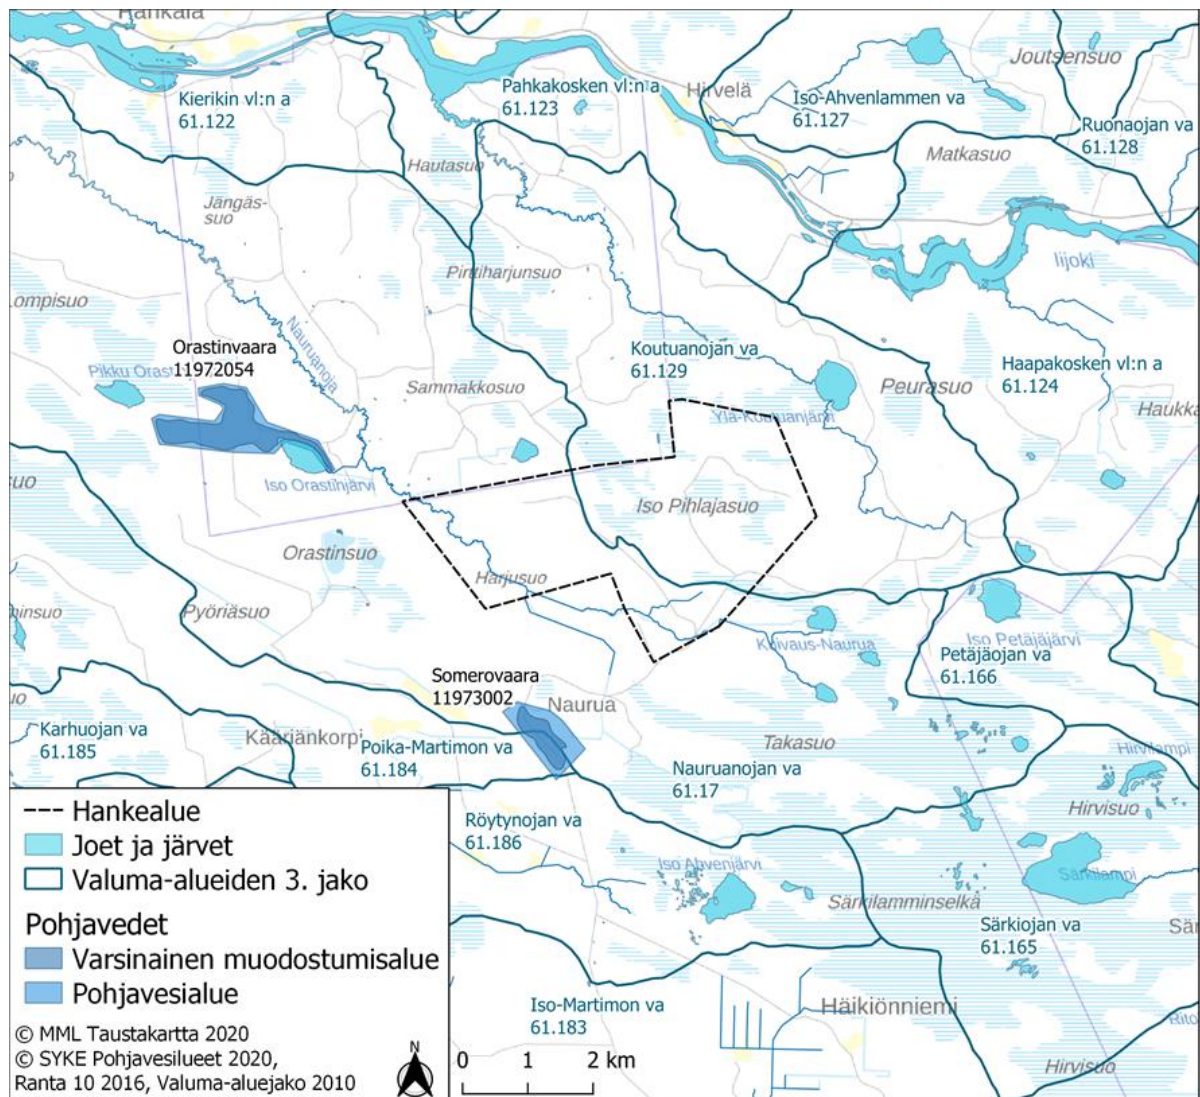 Hankala
Joutsensuo
Kierikin vl:n a
61.122
Pahkakosken vl:n a
61.123
Hirvelä
Iso-Ahvenlammen va
61.127
Ruonaojan va
61.128
Matkasuo
Hautasuo
Jängäs-
suo
Iijoki
Pirttiharjunsuo
Lompisuo
Nauruanoja
Orastinvaara
11972054
Pikku Oras
Koutuanojan va
61.129
Haapakosken vl:n a
61.124
Sammakkosuo
Peurasuo
Haukka
Ylä-Koutuanjärvi
Iso Orastinjärvi
Iso Pihlajasuo
Orastinsuo
Harjusuo
Pyöriäsuo
minsuo
Koivaus-Naurua
Iso Petäjäjärvi
Petäjäojan va
61.166
Somerovaara
11973002
Naurua
Karhuojan va
61.185
Kääriänkorpi
Poika-Martimon va
61.184
Takasuo
Hirvilampi
Nauruanojan va
61.17
Hirvisuo
Röytynojan va
61.186
Iso Ahvenjärvi
Särkilampi
Särkilamminselkä
Särkiojan va
61.165
Sär
Iso-Martimon va
61.183
Häikiönniemi
Hirvisuo
Hankealue
Joet ja järvet
Valuma-alueiden 3. jako
Pohjavedet
Varsinainen muodostumisalue
Pohjavesialue
© MML Taustakartta 2020
© SYKE Pohjavesilueet 2020,
Ranta 10 2016, Valuma-aluejako 2010
N
0 1 2 km